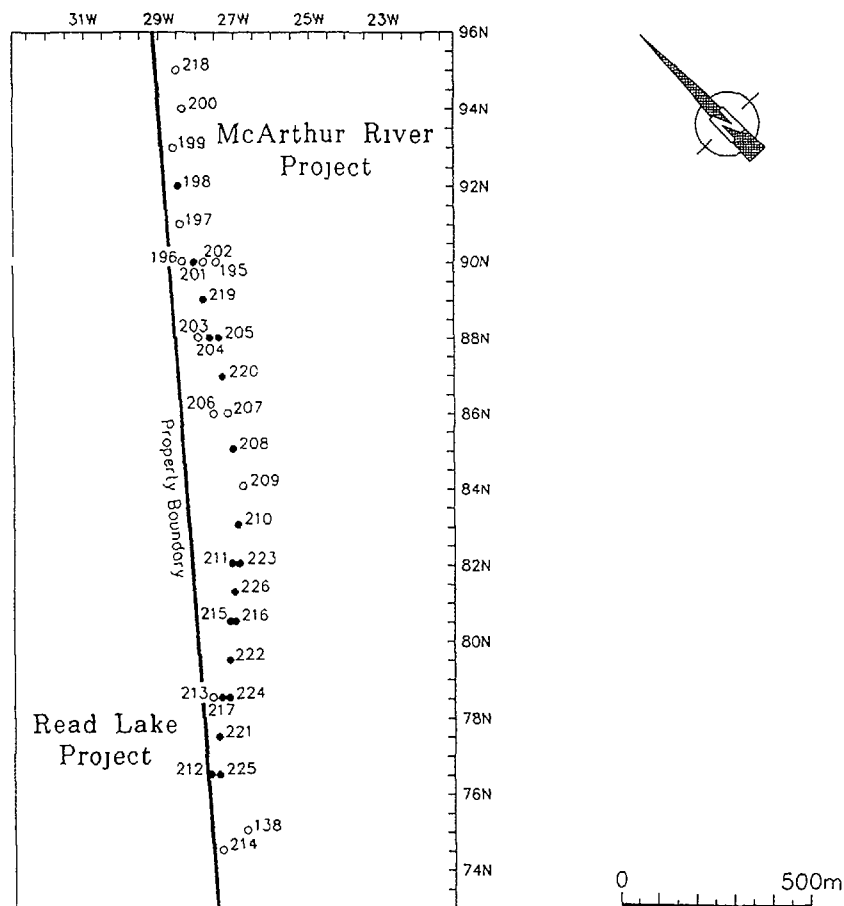 31W 29W 27W 25W 23W
96N
218
94N
200
McArthur River
Project
199
92N
198
197
90N
196 202
201 195
219
88N
203 205
204
220
86N
206 207
208
84N
209
210
82N
211 223
226
215 216
80N
222
213 224
217
78N
Property Boundary
Read Lake
Project
221
212 225
76N
138
214
74N
N
0 500m